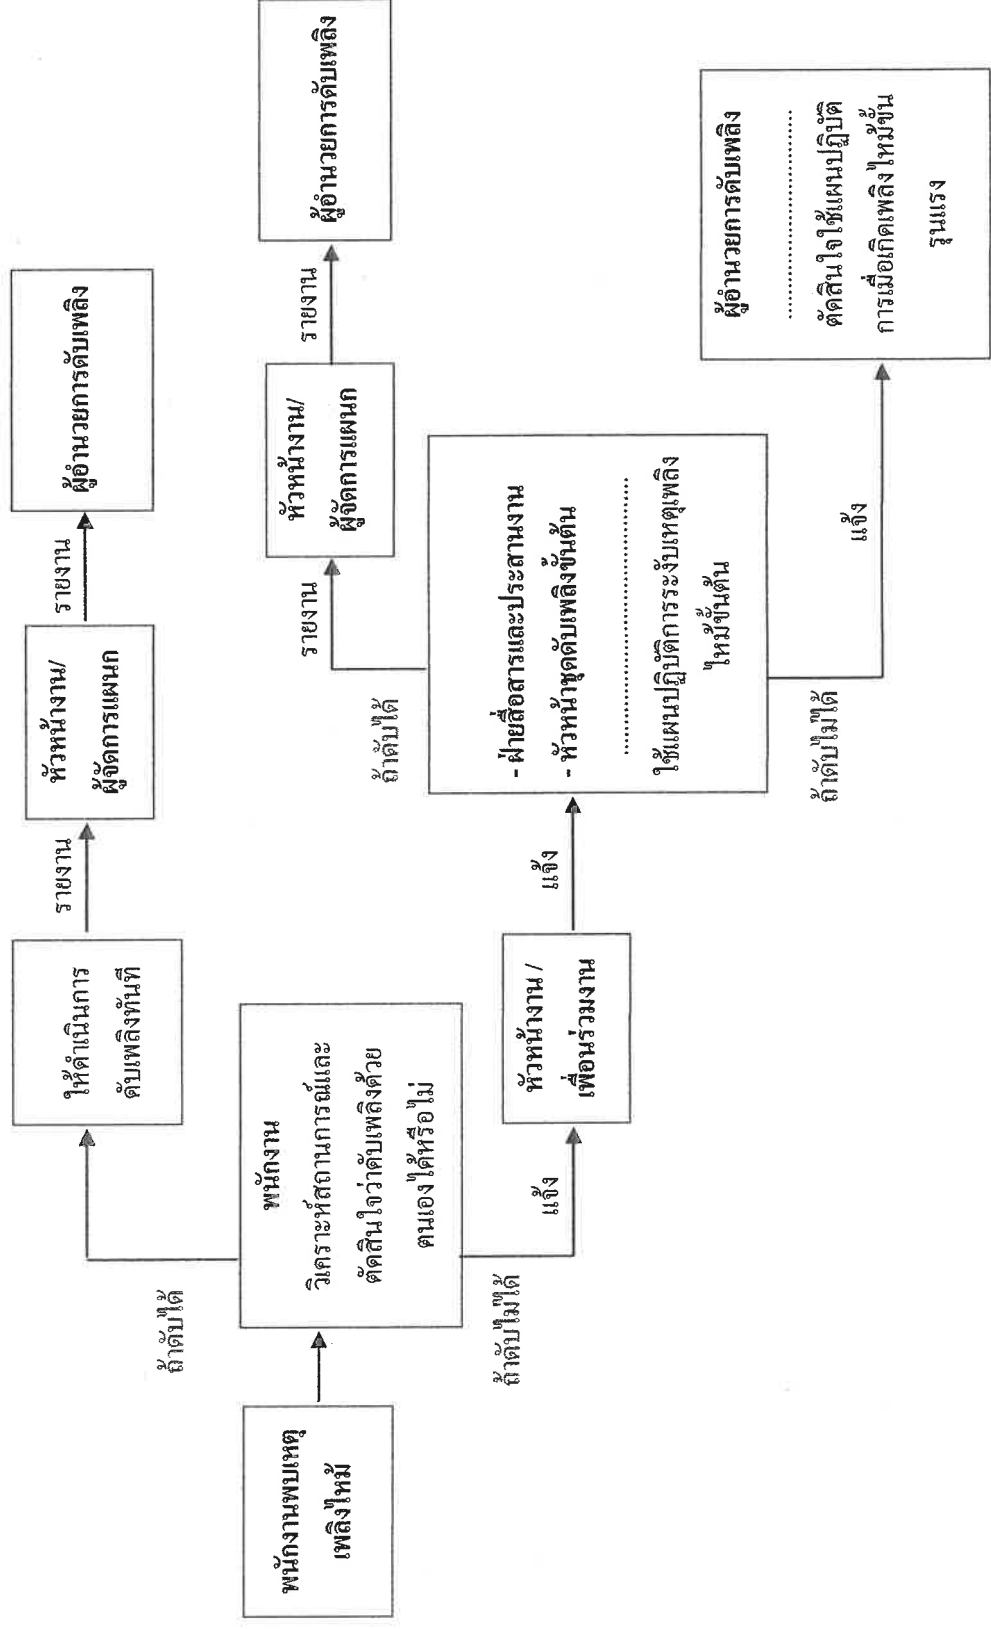 พนักงานพบเหตุ
เพลิงไหม้
พนักงาน
วิเคราะห์สถานการณ์และ
ตัดสินใจว่าดับเพลิงด้วย
ตนเองได้หรือไม่
ถ้าดับได้
ให้ดำเนินการ
ดับเพลิงทันที
รายงาน
หัวหน้างาน/
ผู้จัดการแผนก
รายงาน
ผู้อำนวยการดับเพลิง
ถ้าดับไม่ได้
แจ้ง
หัวหน้างาน /
เพื่อนร่วมงาน
แจ้ง
- ฝ่ายสื่อสารและประสานงาน
- หัวหน้าชุดดับเพลิงขั้นต้น
........................................
ใช้แผนปฏิบัติการระงับเหตุเพลิง
ไหม้ขั้นต้น
ถ้าดับได้
รายงาน
หัวหน้างาน/
ผู้จัดการแผนก
รายงาน
ผู้อำนวยการดับเพลิง
ถ้าดับไม่ได้
แจ้ง
ผู้อำนวยการดับเพลิง
..............................
ตัดสินใจใช้แผนปฏิบัติ
การเมื่อเกิดเพลิงไหม้ขั้น
รุนแรง